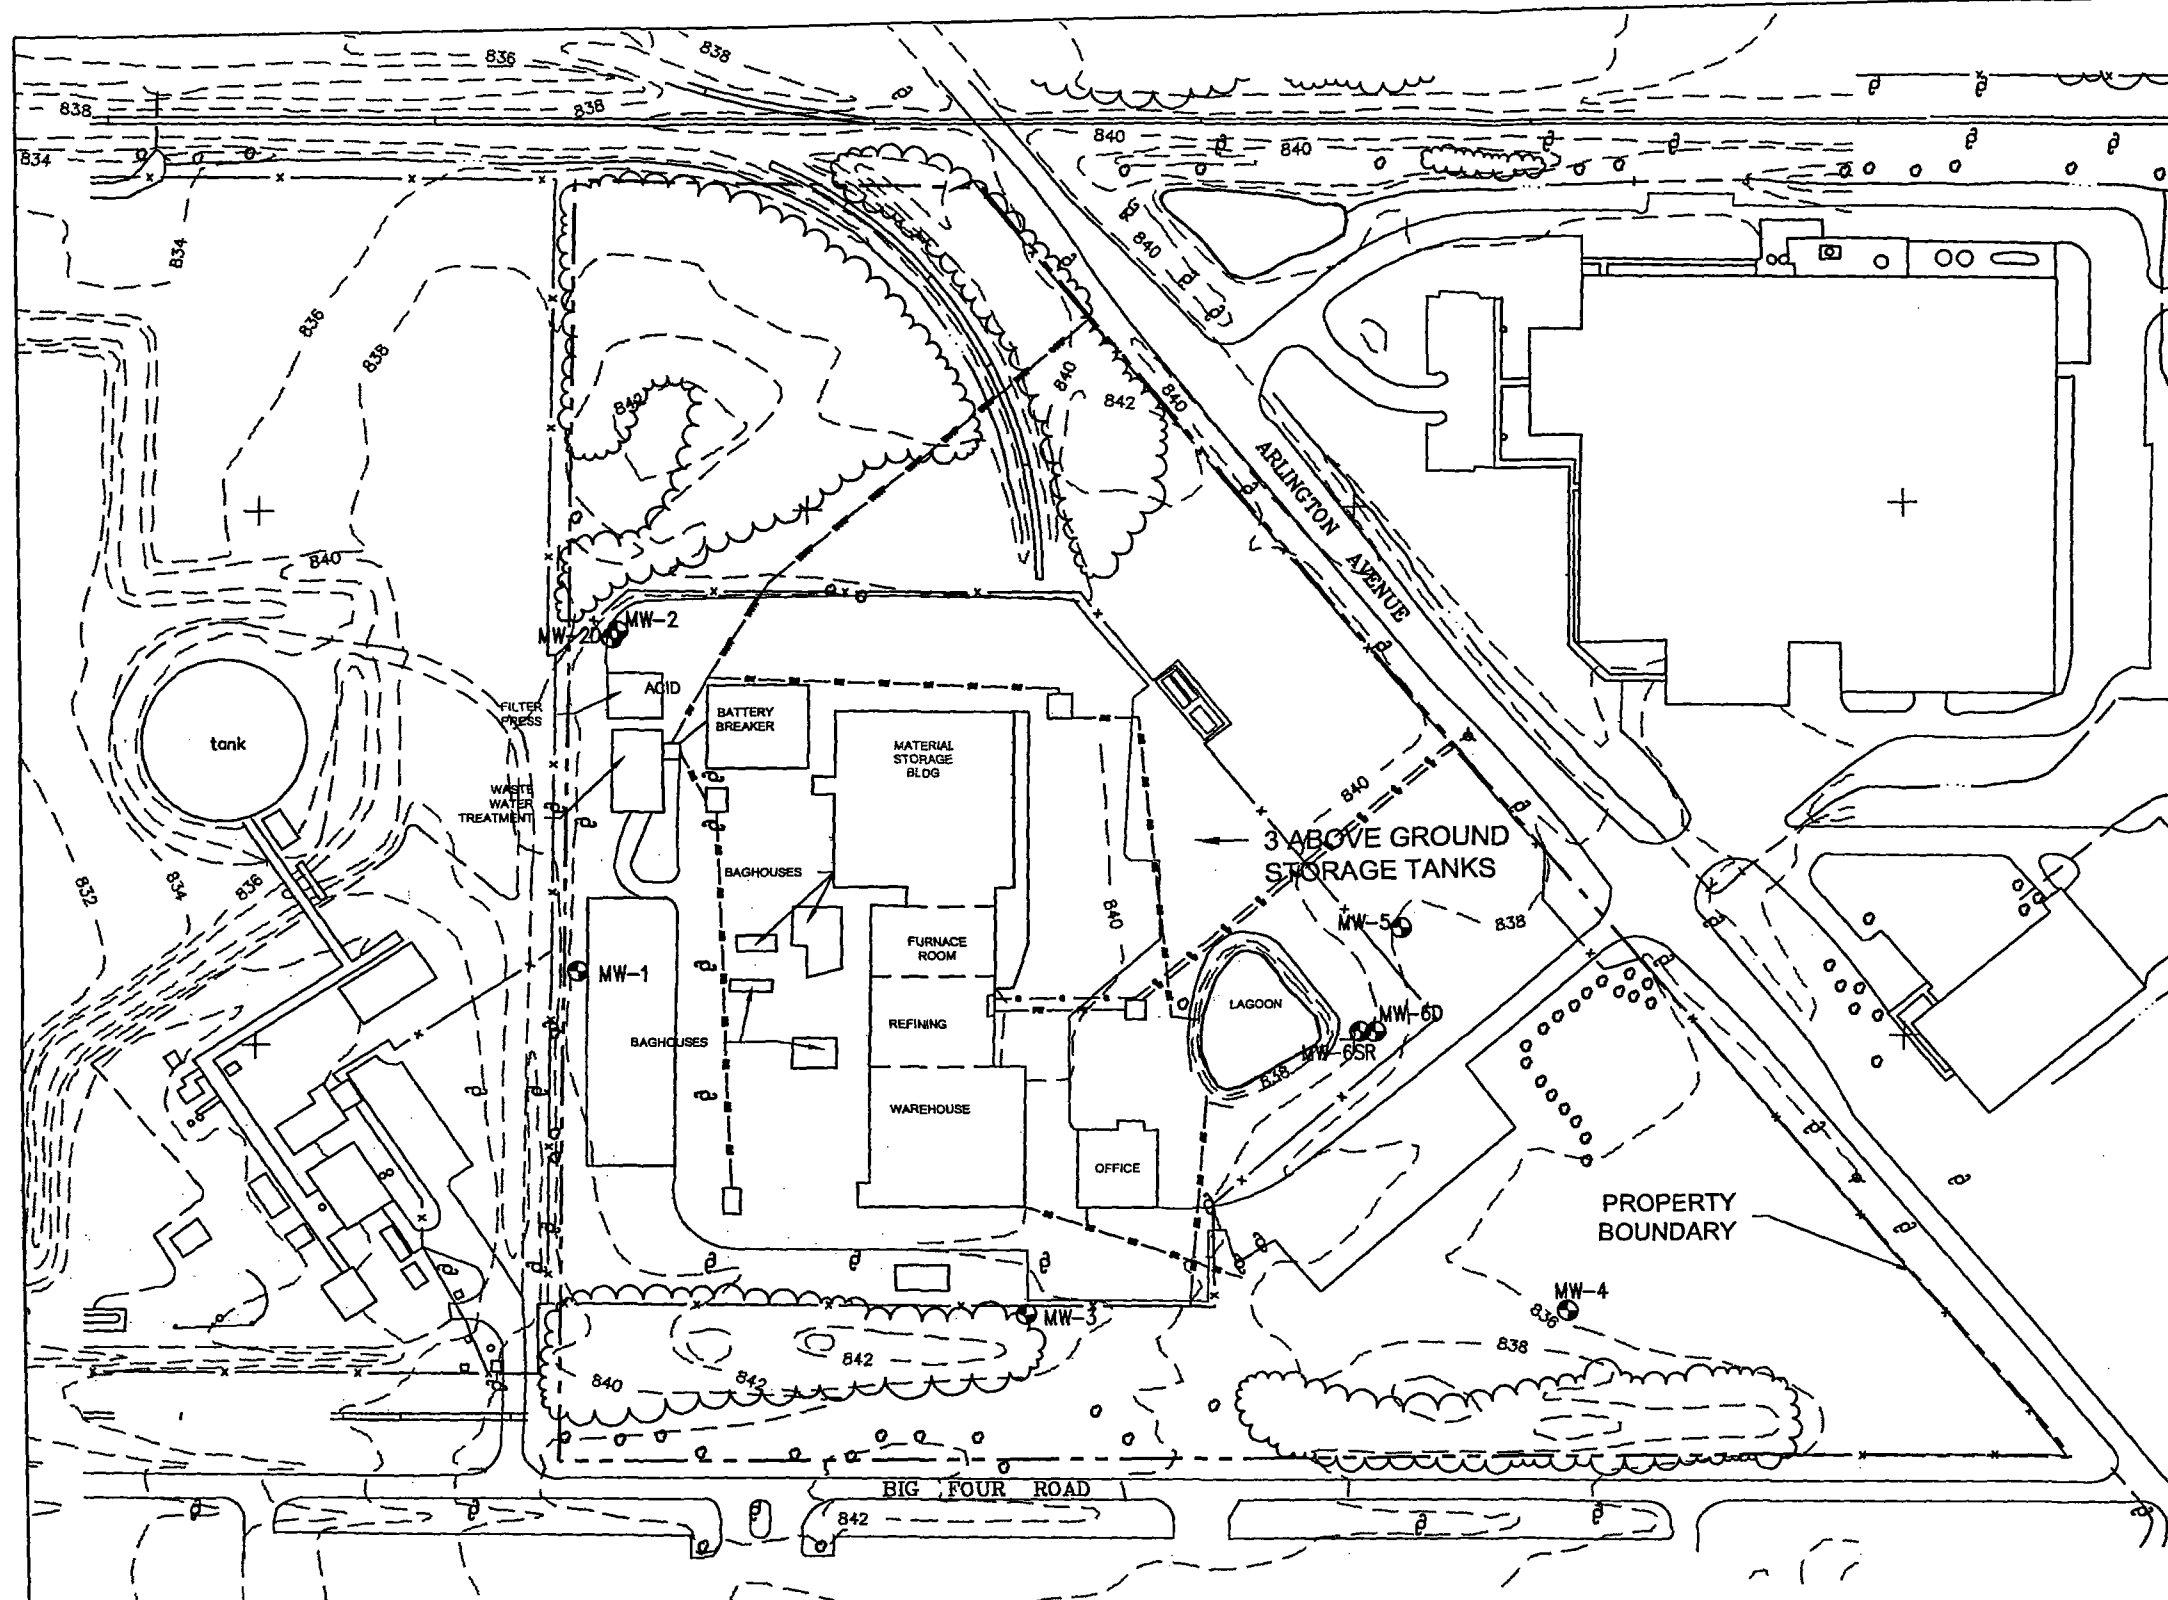 836
838
838
838
834
840
840
834
840
836
838
840
842
840
842
ARLINGTON AVENUE
840
MW-2
MW-2D
ACID
FILTER
PRESS
BATTERY
BREAKER
tank
MATERIAL
STORAGE
BLDG
WASTE
WATER
TREATMENT
840
3 ABOVE GROUND
STORAGE TANKS
BAGHOUSES
832
834
836
840
MW-5
838
FURNACE
ROOM
MW-1
LAGOON
MW-6D
REFINING
BAGHOUSES
MW-6SR
838
WAREHOUSE
OFFICE
PROPERTY
BOUNDARY
MW-4
836
MW-3
838
842
840
842
BIG FOUR ROAD
842